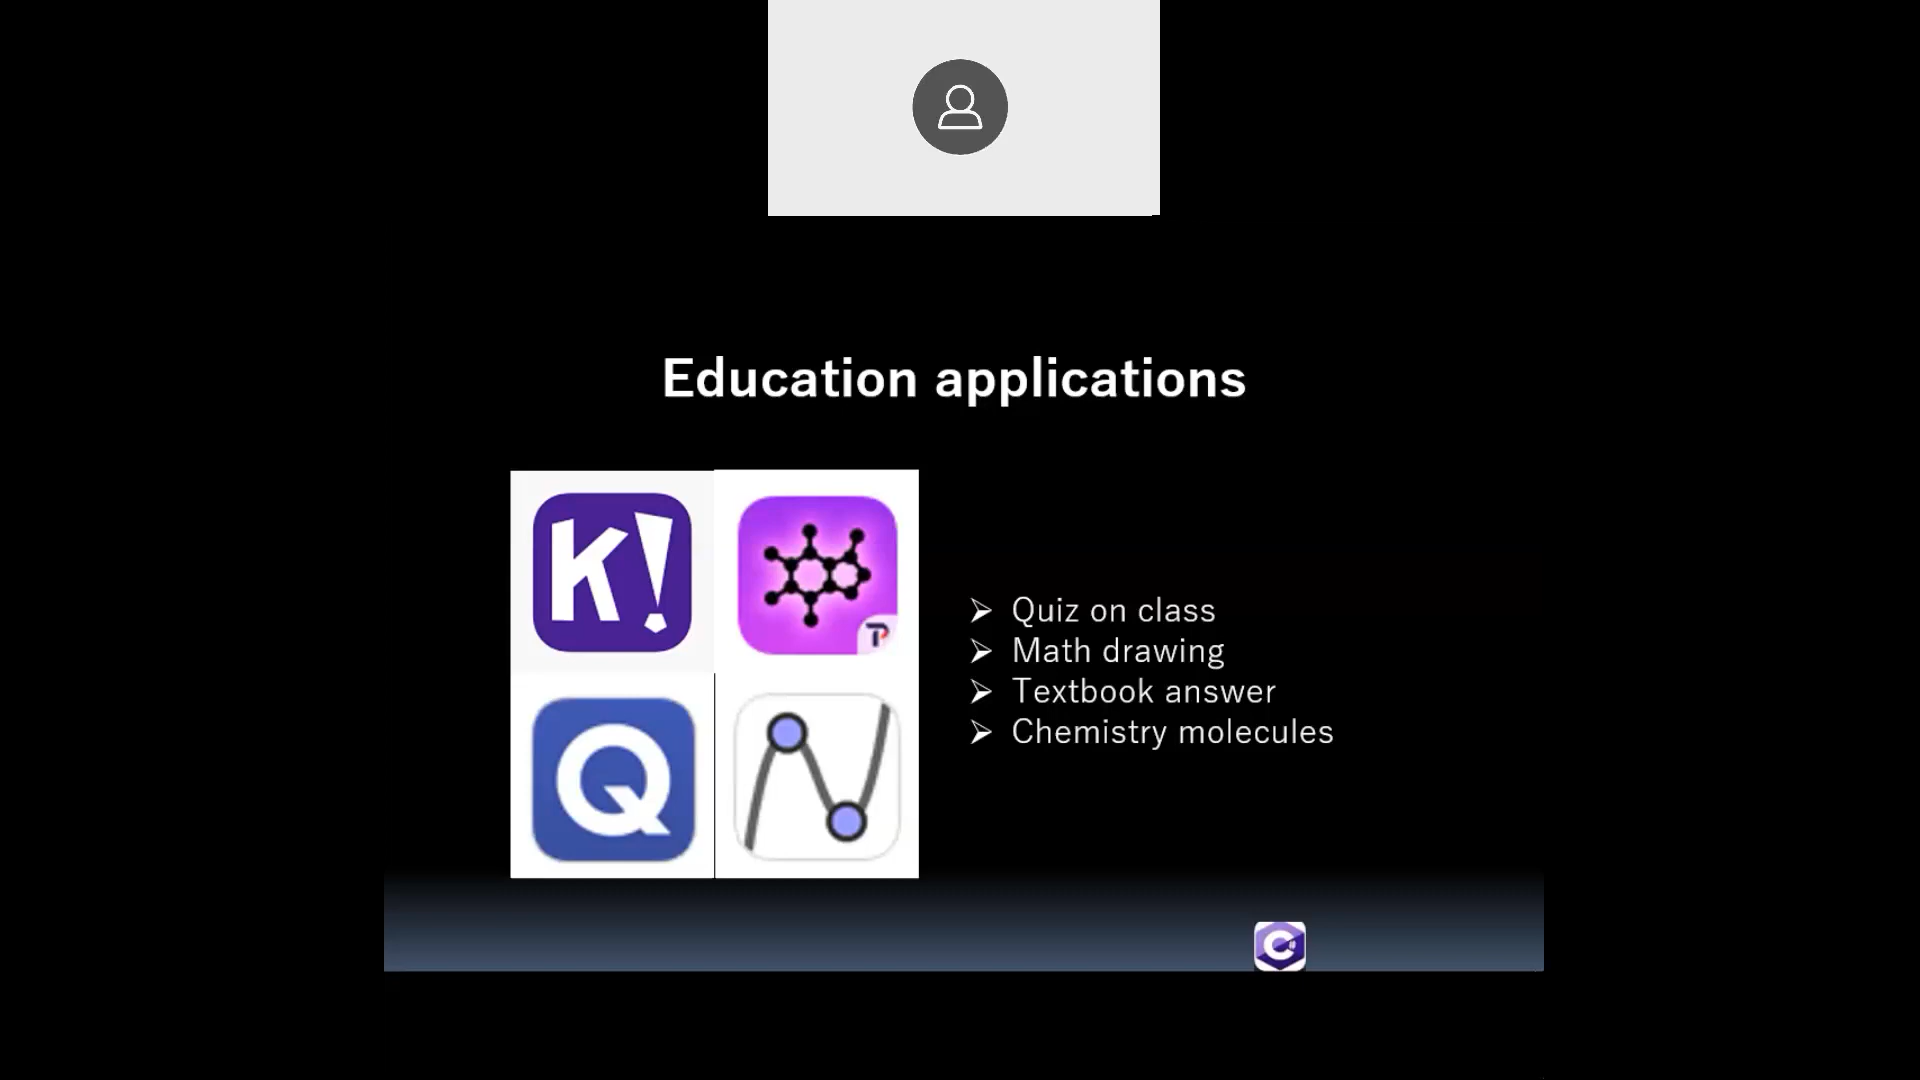 Education applications
K!
Q
Quiz on class
Math drawing
Textbook answer
Chemistry molecules
C#